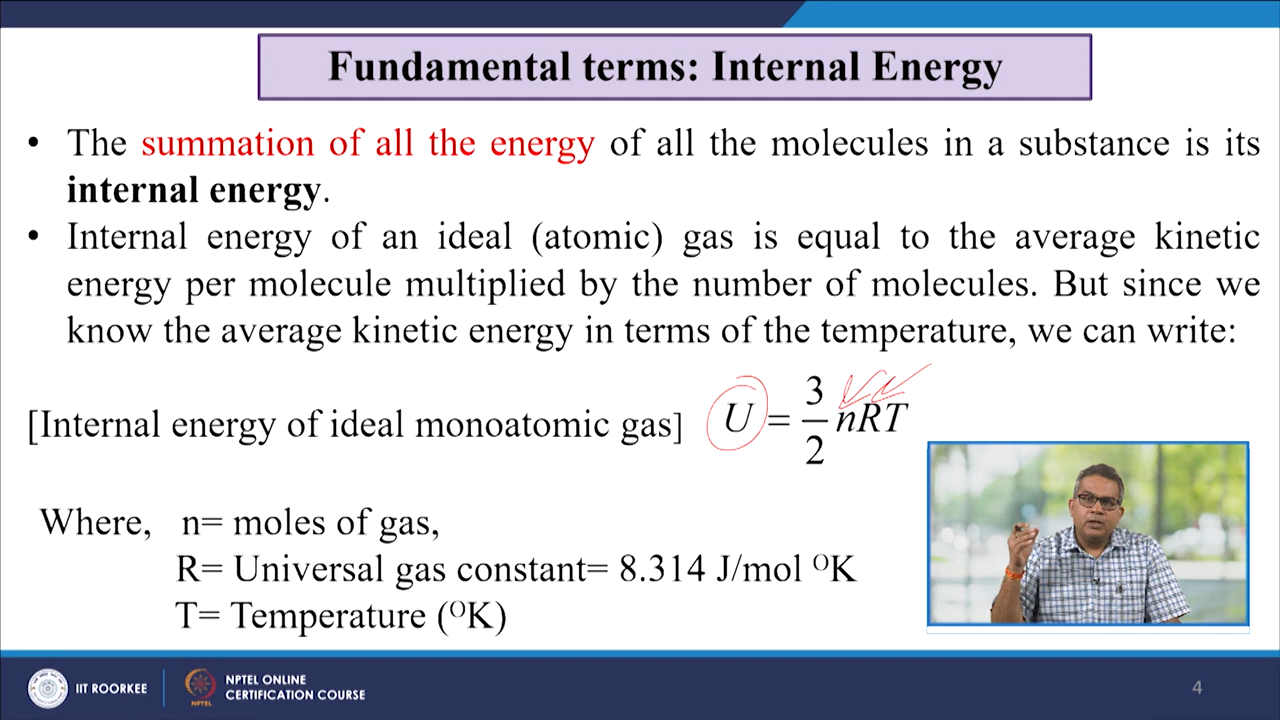 Fundamental terms: Internal Energy
• The summation of all the energy of all the molecules in a substance is its
internal energy.
• Internal energy of an ideal (atomic) gas is equal to the average kinetic
energy per molecule multiplied by the number of molecules. But since we
know the average kinetic energy in terms of the temperature, we can write:
[Internal energy of ideal monoatomic gas] U = 3/2 nRT
Where, n= moles of gas,
R= Universal gas constant= 8.314 J/mol ᴼK
T= Temperature (ᴼK)
IIT ROORKEE
NPTEL
NPTEL ONLINE
CERTIFICATION COURSE
4